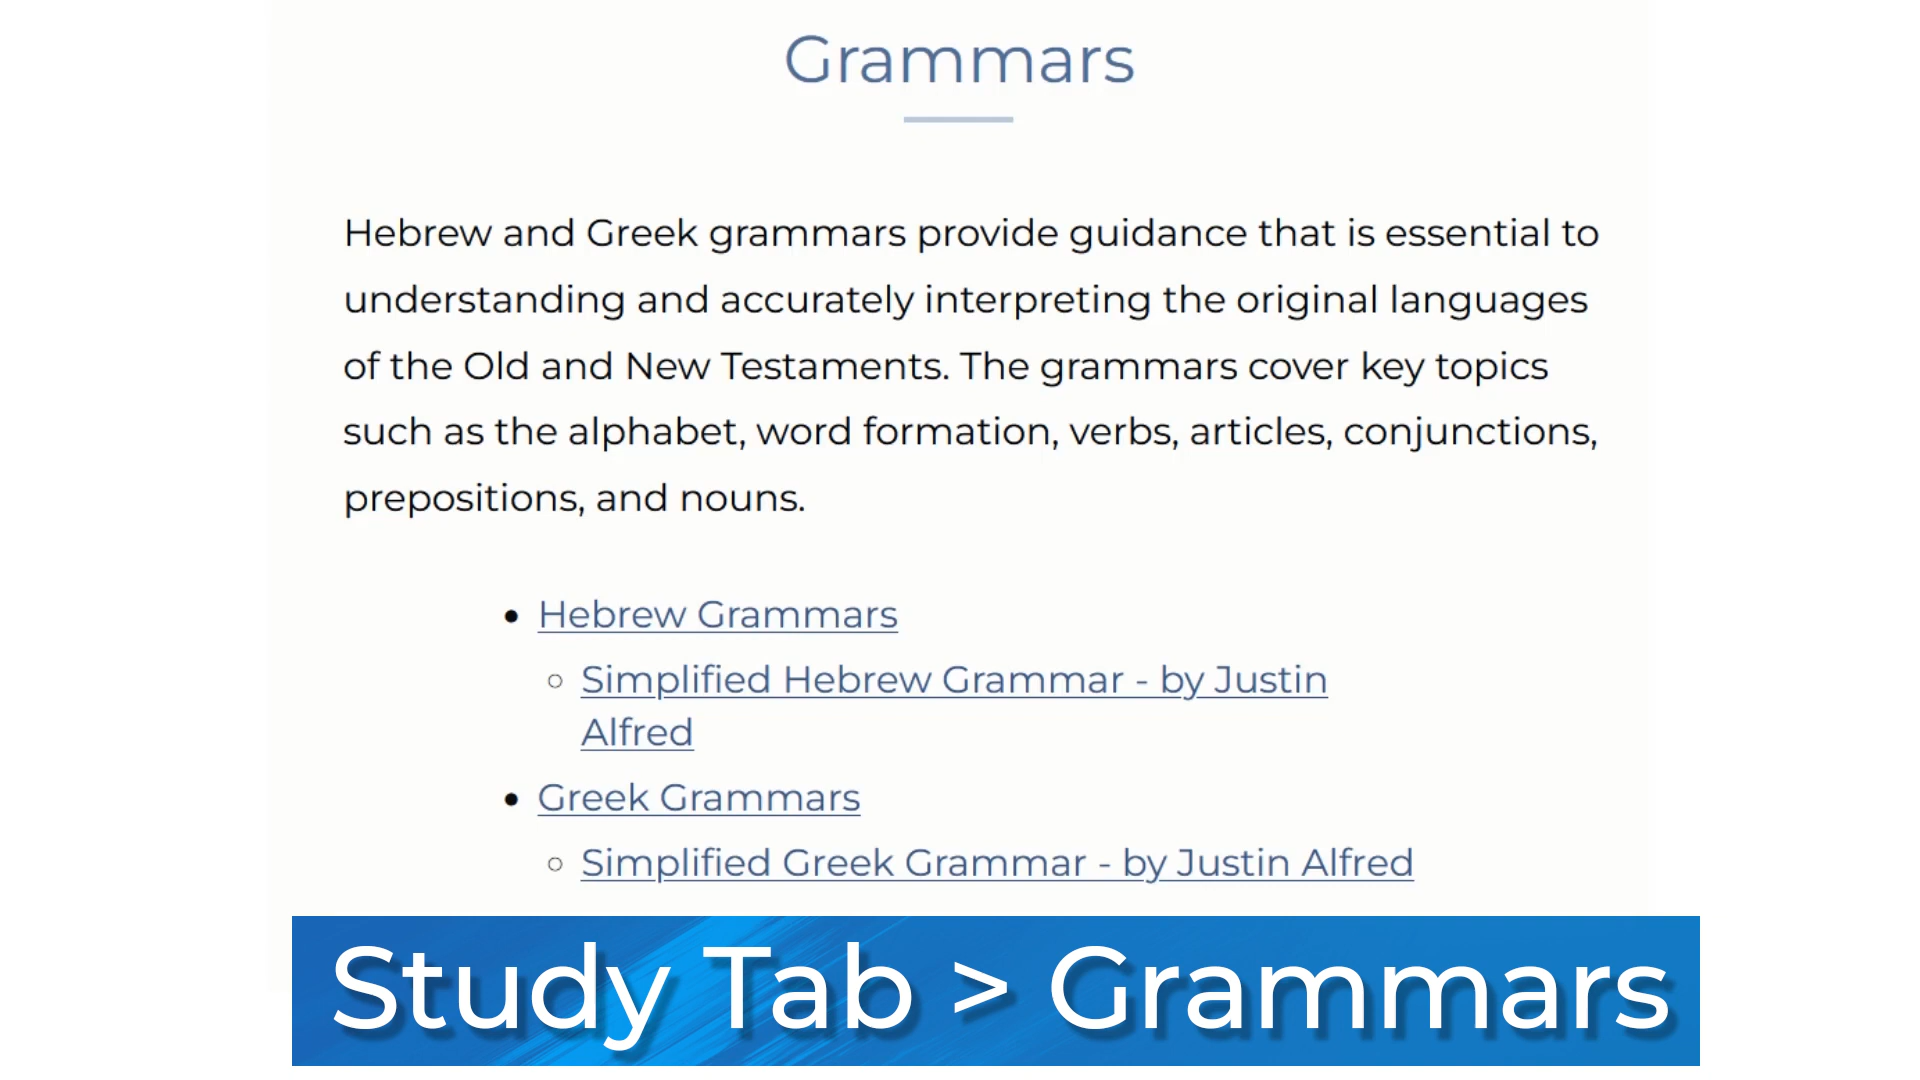 Grammars
Hebrew and Greek grammars provide guidance that is essential to
understanding and accurately interpreting the original languages
of the Old and New Testaments. The grammars cover key topics
such as the alphabet, word formation, verbs, articles, conjunctions,
prepositions, and nouns.
• Hebrew Grammars
○ Simplified Hebrew Grammar - by Justin
Alfred
• Greek Grammars
○ Simplified Greek Grammar - by Justin Alfred
Study Tab > Grammars